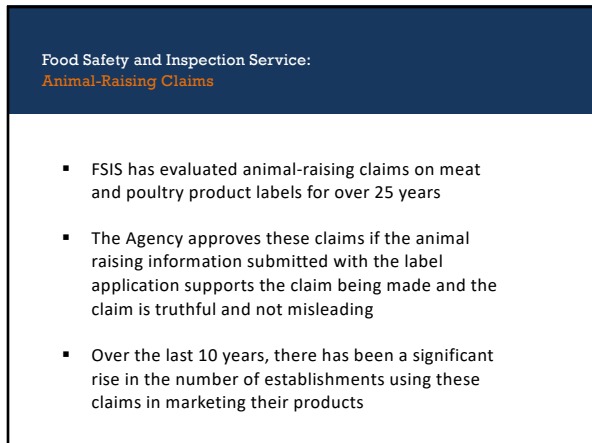 Food Safety and Inspection Service:
Animal-Raising Claims
▪ FSIS has evaluated animal-raising claims on meat
and poultry product labels for over 25 years
▪ The Agency approves these claims if the animal
raising information submitted with the label
application supports the claim being made and the
claim is truthful and not misleading
▪ Over the last 10 years, there has been a significant
rise in the number of establishments using these
claims in marketing their products